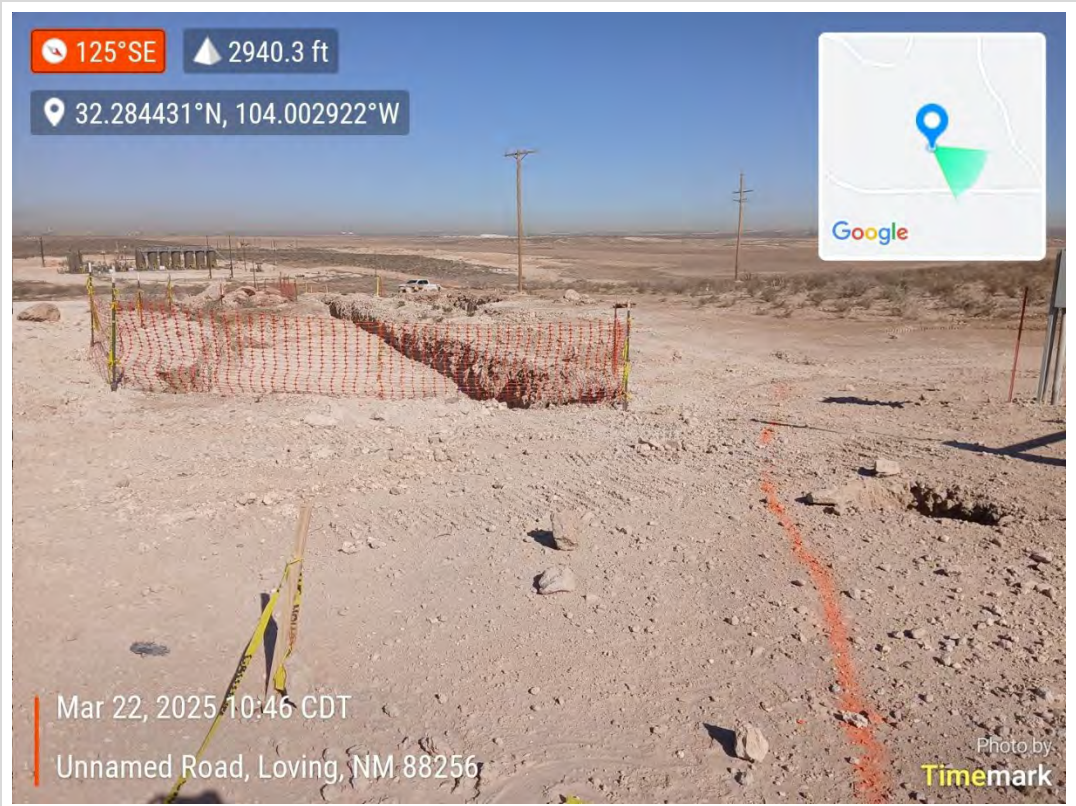 125°SE
2940.3 ft
32.284431°N, 104.002922°W
Google
Mar 22, 2025 10:46 CDT
Unnamed Road, Loving, NM 88256
Photo by
Timemark